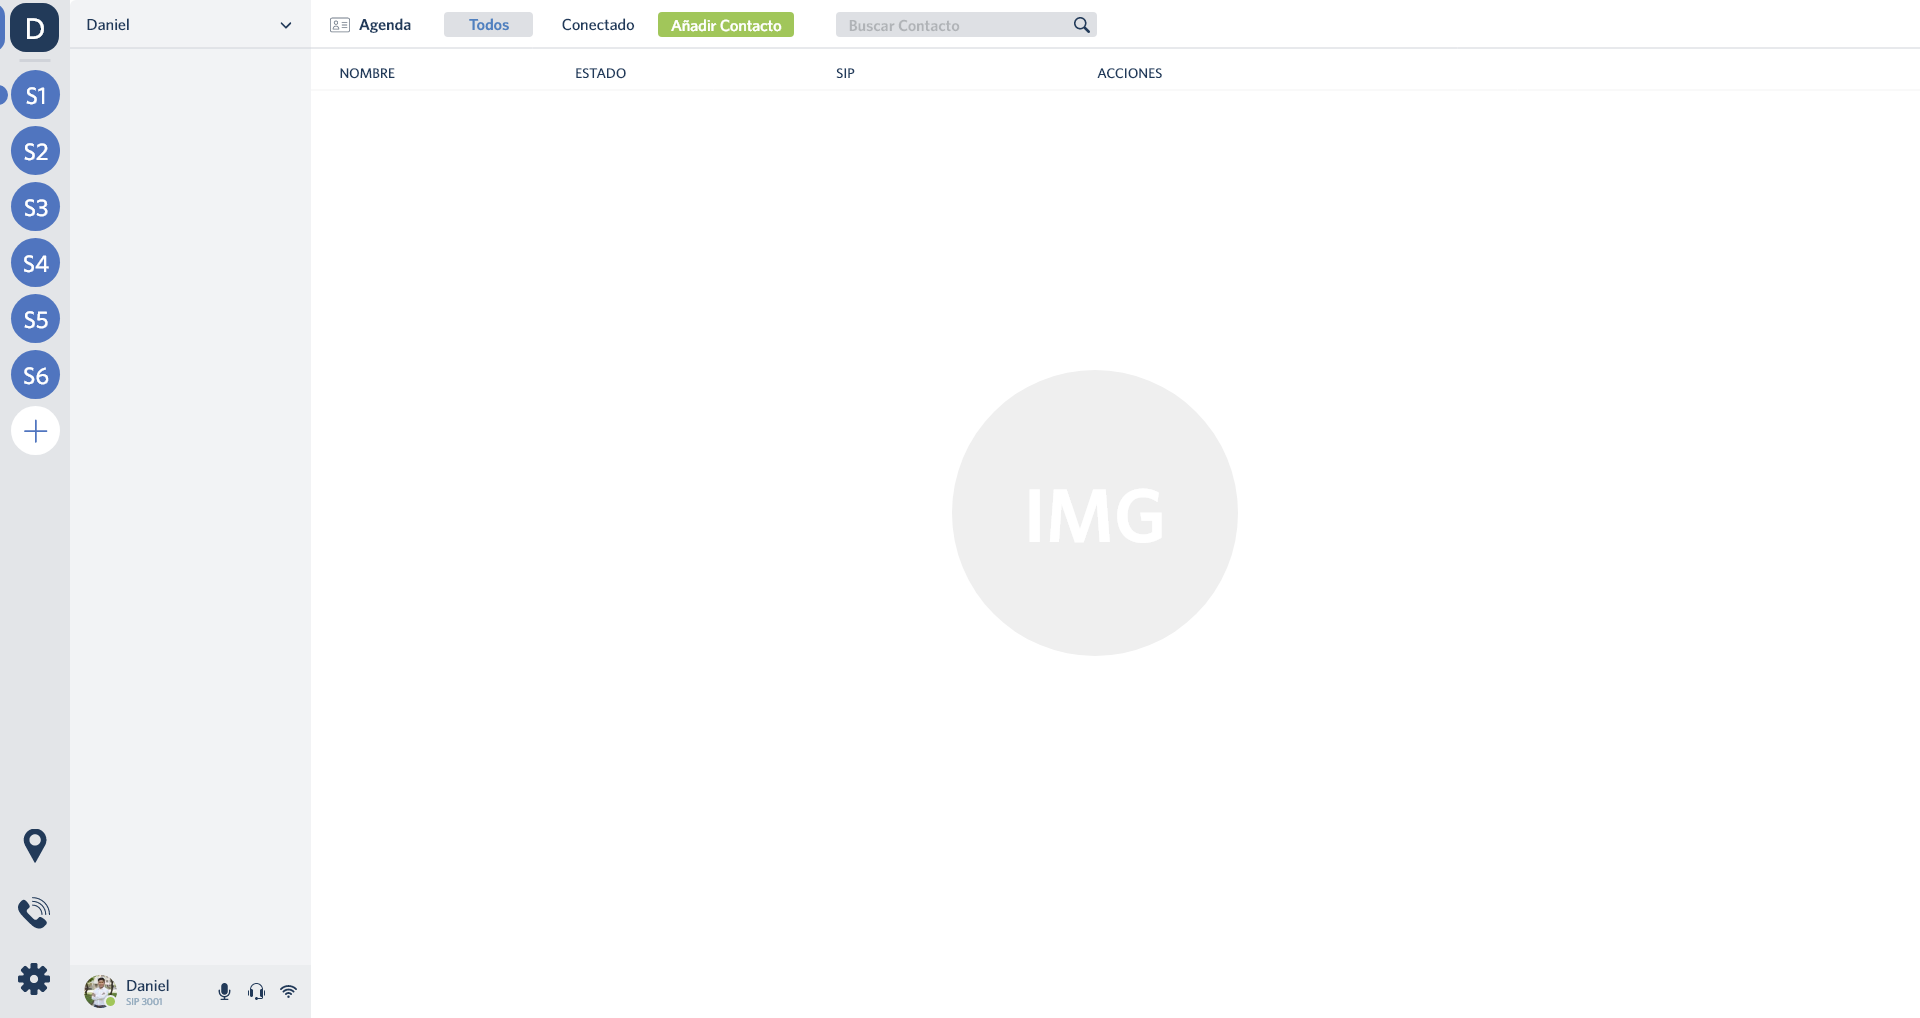 D
Daniel
Agenda
Todos
Conectado
Añadir Contacto
Buscar Contacto
NOMBRE
ESTADO
SIP
ACCIONES
S1
S2
S3
S4
S5
S6
IMG
Daniel
SIP 3001